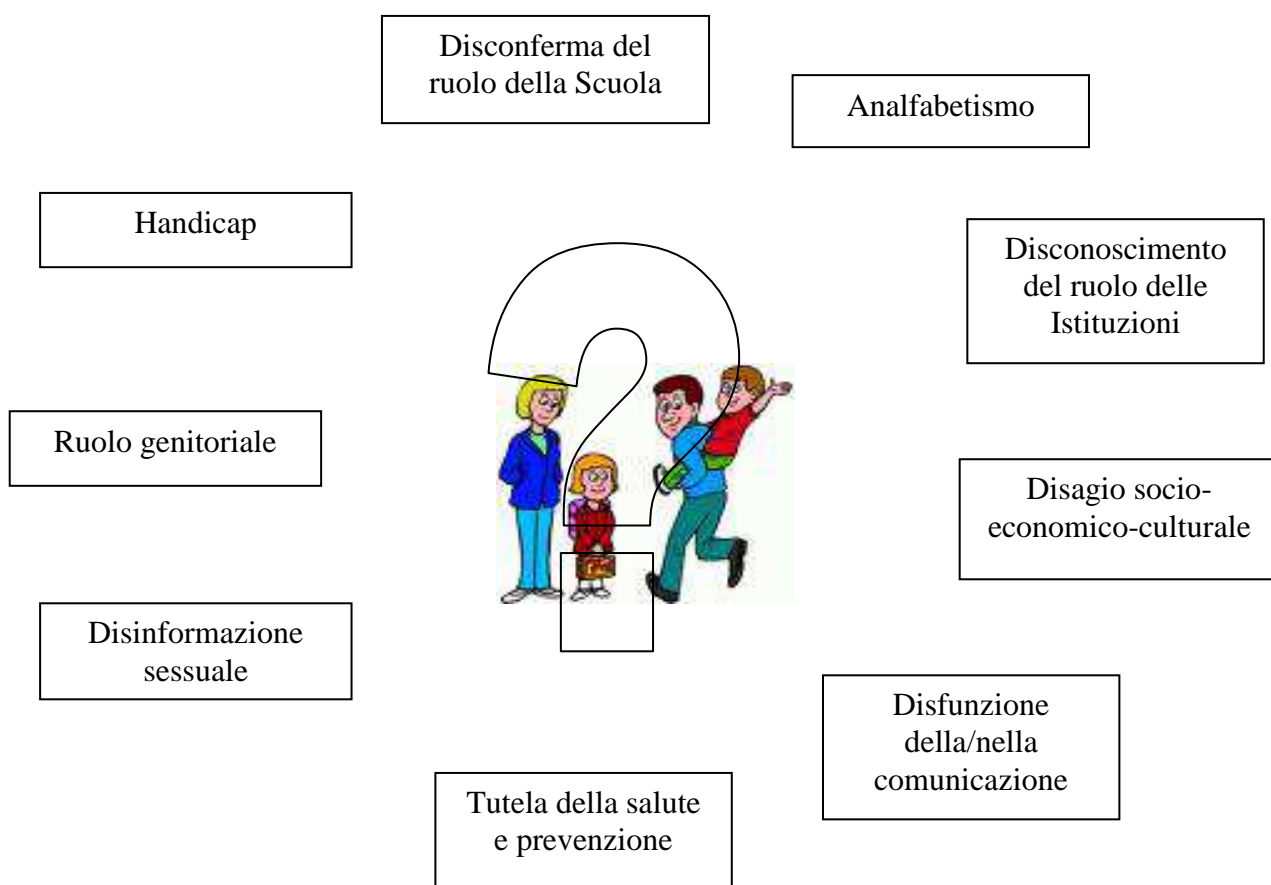 Disconferma del
ruolo della Scuola
Analfabetismo
Handicap
Disconoscimento
del ruolo delle
Istituzioni
Ruolo genitoriale
Disagio socio-
economico-culturale
Disinformazione
sessuale
Disfunzione
della/nella
comunicazione
Tutela della salute
e prevenzione
?